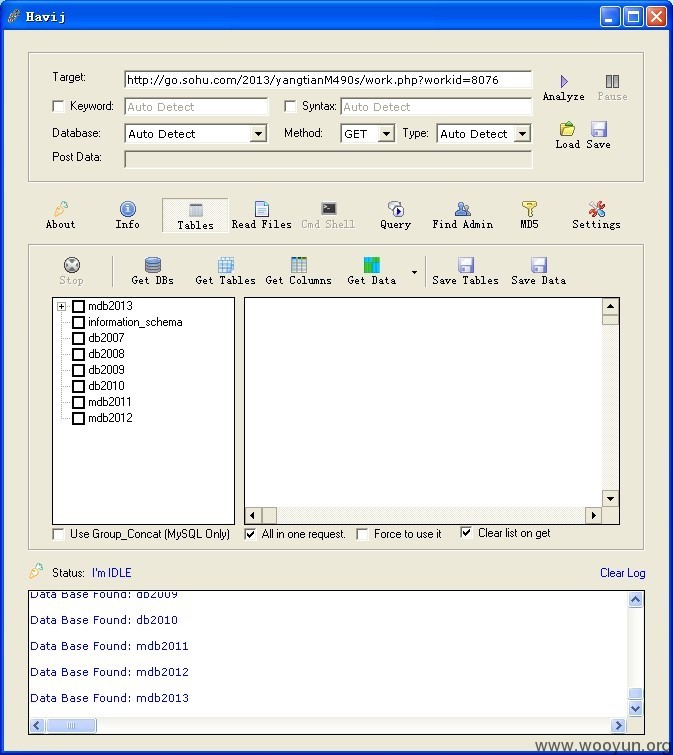 Havij
Target: http://go.sohu.com/2013/yangtianM490s/work.php?workid=8076
Analyze Pause
Keyword: Auto Detect Syntax: Auto Detect
Database: Auto Detect Method: GET Type: Auto Detect
Load Save
Post Data:
About Info Tables Read Files Cmd Shell Query Find Admin MD5 Settings
Stop Get DBs Get Tables Get Columns Get Data Save Tables Save Data
mdb2013
information_schema
db2007
db2008
db2009
db2010
mdb2011
mdb2012
Use Group_Concat (MySQL Only) All in one request. Force to use it Clear list on get
Status: I'm IDLE Clear Log
Data Base Found: db2009
Data Base Found: db2010
Data Base Found: mdb2011
Data Base Found: mdb2012
Data Base Found: mdb2013
www.wooyun.org